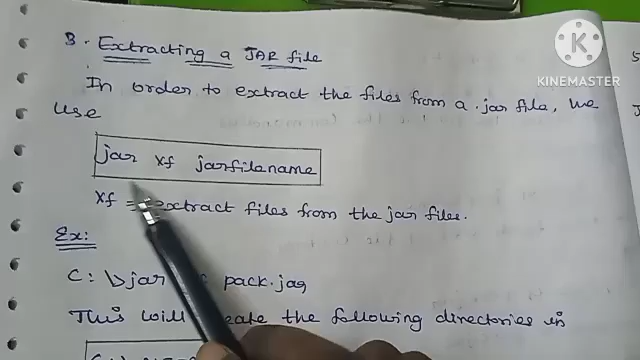 3. Extracting a JAR file
In order to extract the files from a .jar file, we
use
jar xf jarfilename
xf = extract files from the jar files.
Ex:
C:\>jar pack.jar
This will the following directories in
K
KINEMASTER